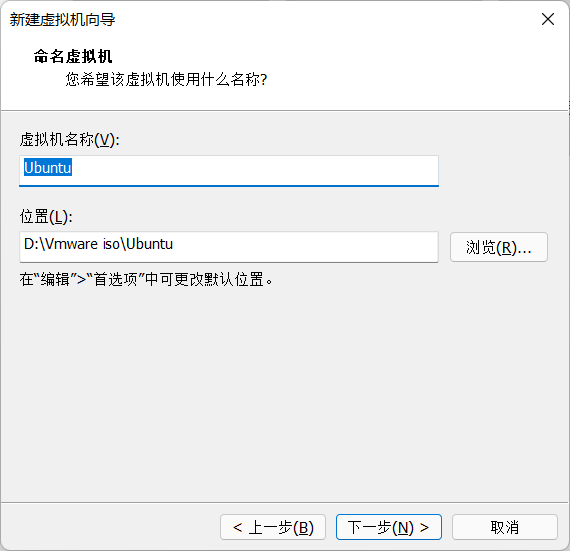 新建虚拟机向导
命名虚拟机
您希望该虚拟机使用什么名称?
虚拟机名称(V):
Ubuntu
位置(L):
D:\Vmware iso\Ubuntu
浏览(R)...
在“编辑”>“首选项”中可更改默认位置。
< 上一步(B) 下一步(N) > 取消